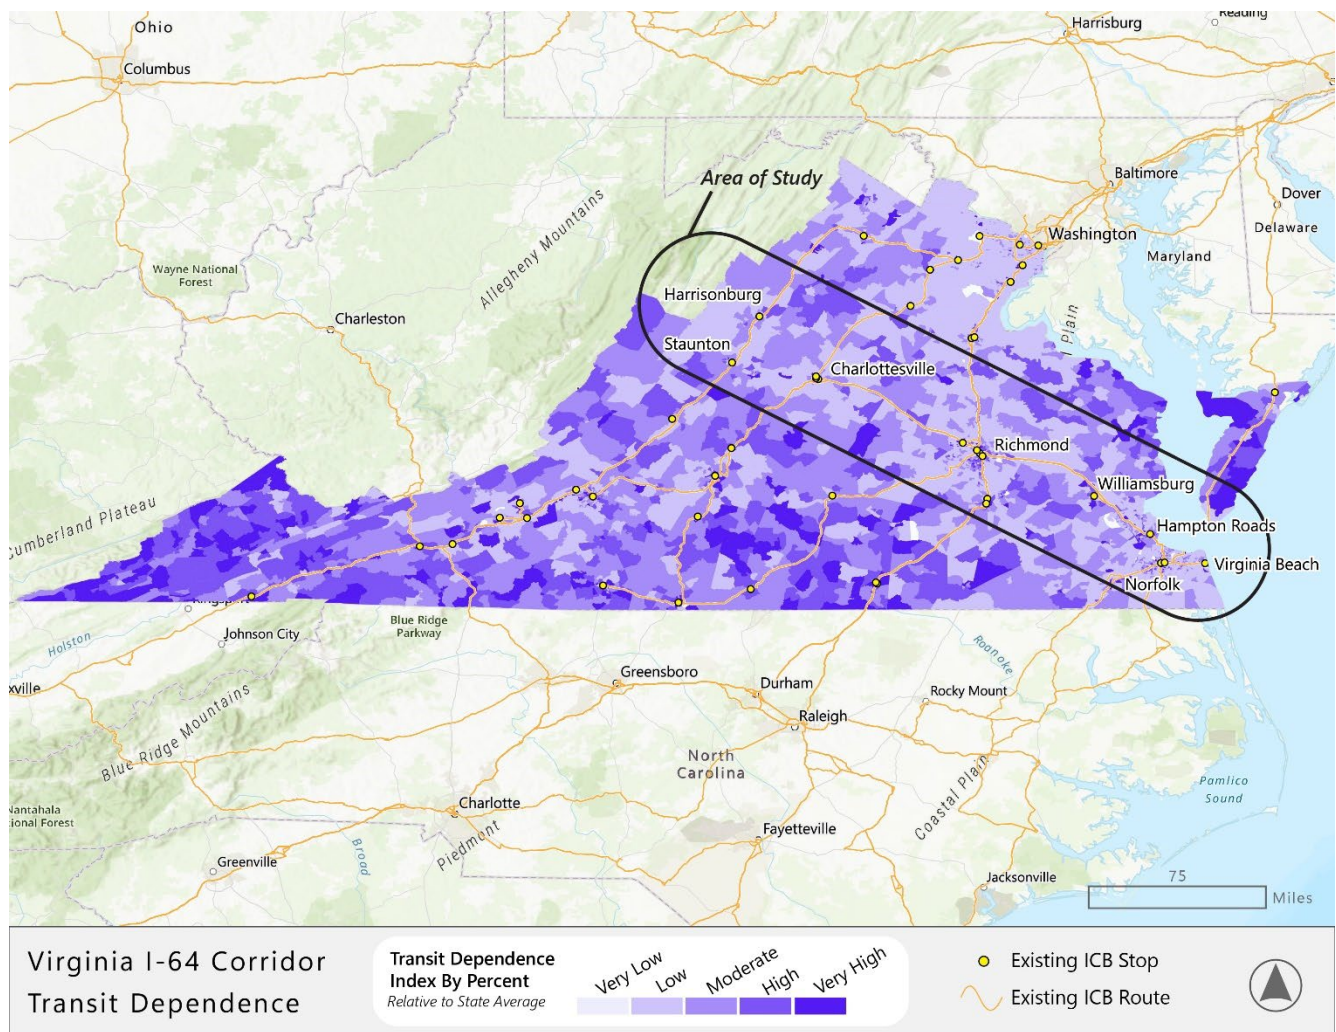 Ohio
Columbus
Harrisburg
Reading
Baltimore
Dover
Delaware
Area of Study
Washington
Maryland
Allegheny Mountains
Wayne National
Forest
Charleston
Harrisonburg
Staunton
Charlottesville
l Plain
Richmond
Williamsburg
Hampton Roads
Virginia Beach
Norfolk
Cumberland Plateau
Johnson City
Holston
Blue Ridge
Parkway
Roanoke
xville
Blue Ridge Mountains
Greensboro
Durham
Raleigh
Rocky Mount
North
Carolina
Coastal Plain
Pamlico
Sound
Nantahala
ional Forest
Charlotte
Piedmont
Fayetteville
Greenville
Broad
Jacksonville
75
Miles
Virginia I-64 Corridor
Transit Dependence
Transit Dependence
Index By Percent
Relative to State Average
Very Low
Low
Moderate
High
Very High
Existing ICB Stop
Existing ICB Route